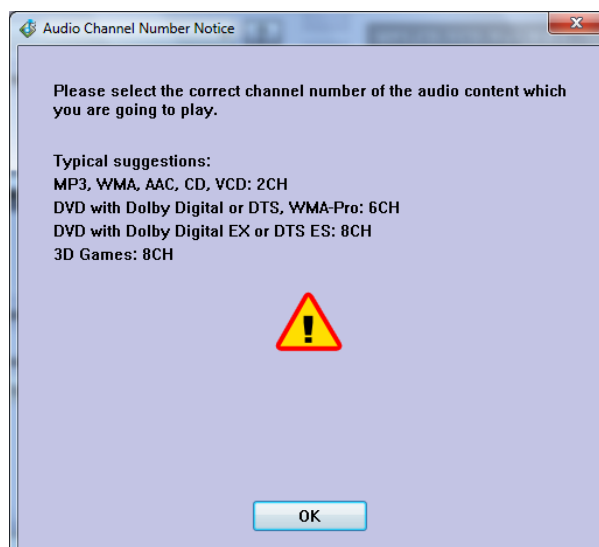 Audio Channel Number Notice
Please select the correct channel number of the audio content which
you are going to play.
Typical suggestions:
MP3, WMA, AAC, CD, VCD: 2CH
DVD with Dolby Digital or DTS, WMA-Pro: 6CH
DVD with Dolby Digital EX or DTS ES: 8CH
3D Games: 8CH
OK